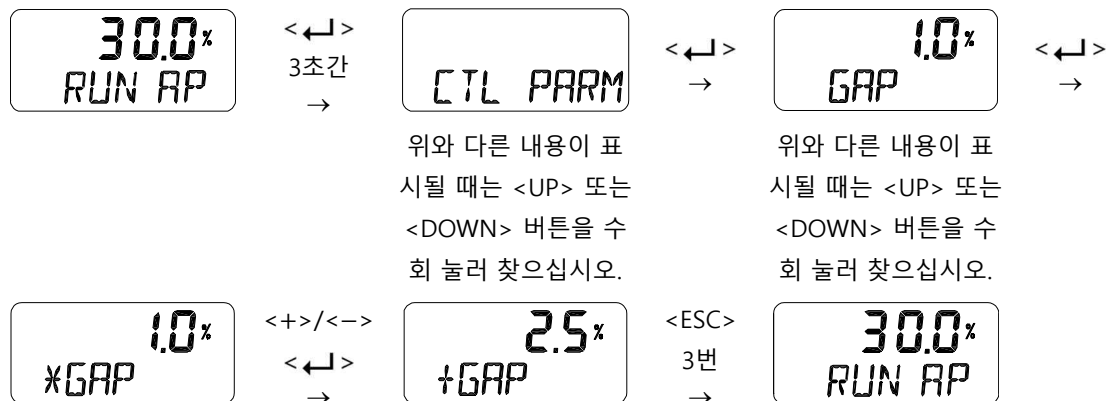 30.0%
RUN AP
<↵>
3초간
→
CTL PARM
<↵>
→
1.0%
GAP
<↵>
→
위와 다른 내용이 표
시될 때는 <UP> 또는
<DOWN> 버튼을 수
회 눌러 찾으십시오.
위와 다른 내용이 표
시될 때는 <UP> 또는
<DOWN> 버튼을 수
회 눌러 찾으십시오.
1.0%
*GAP
<+>/<−>
<↵>
→
2.5%
+GAP
<ESC>
3번
→
30.0%
RUN AP